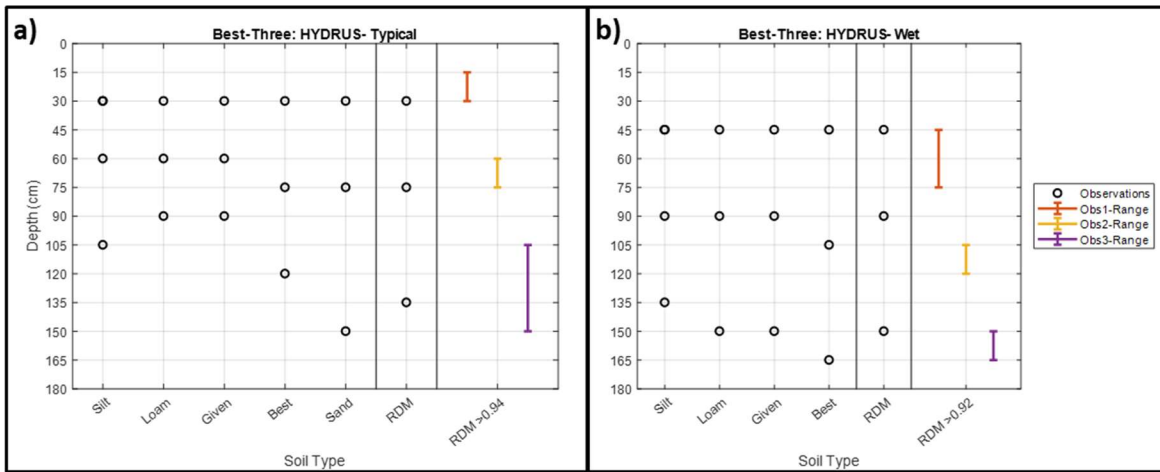 a)
Best-Three: HYDRUS- Typical
0
15
30
45
60
75
90
105
120
135
150
165
180
Depth (cm)
Silt
Loam
Given
Best
Sand
RDM
RDM >0.94
Soil Type
b)
Best-Three: HYDRUS- Wet
0
15
30
45
60
75
90
105
120
135
150
165
180
Silt
Loam
Given
Best
RDM
RDM >0.92
Soil Type
Observations
Obs1-Range
Obs2-Range
Obs3-Range